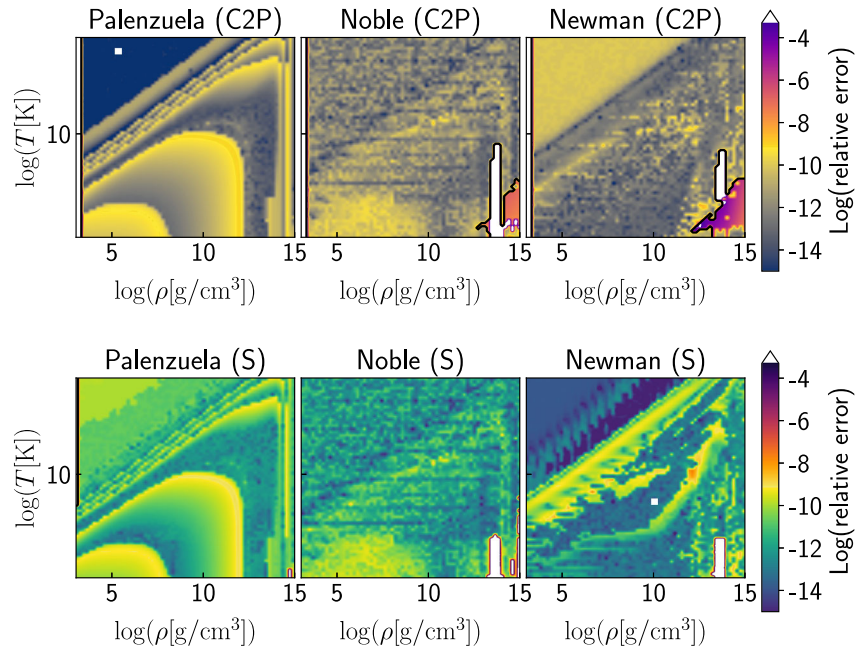 Palenzuela (C2P) Noble (C2P) Newman (C2P)
log(T[K])
10
5 10 15 5 10 15 5 10 15
log(ρ[g/cm³]) log(ρ[g/cm³]) log(ρ[g/cm³])
-4
-6
-8
-10
-12
-14
Log(relative error)
Palenzuela (S) Noble (S) Newman (S)
log(T[K])
10
5 10 15 5 10 15 5 10 15
log(ρ[g/cm³]) log(ρ[g/cm³]) log(ρ[g/cm³])
-4
-6
-8
-10
-12
-14
Log(relative error)